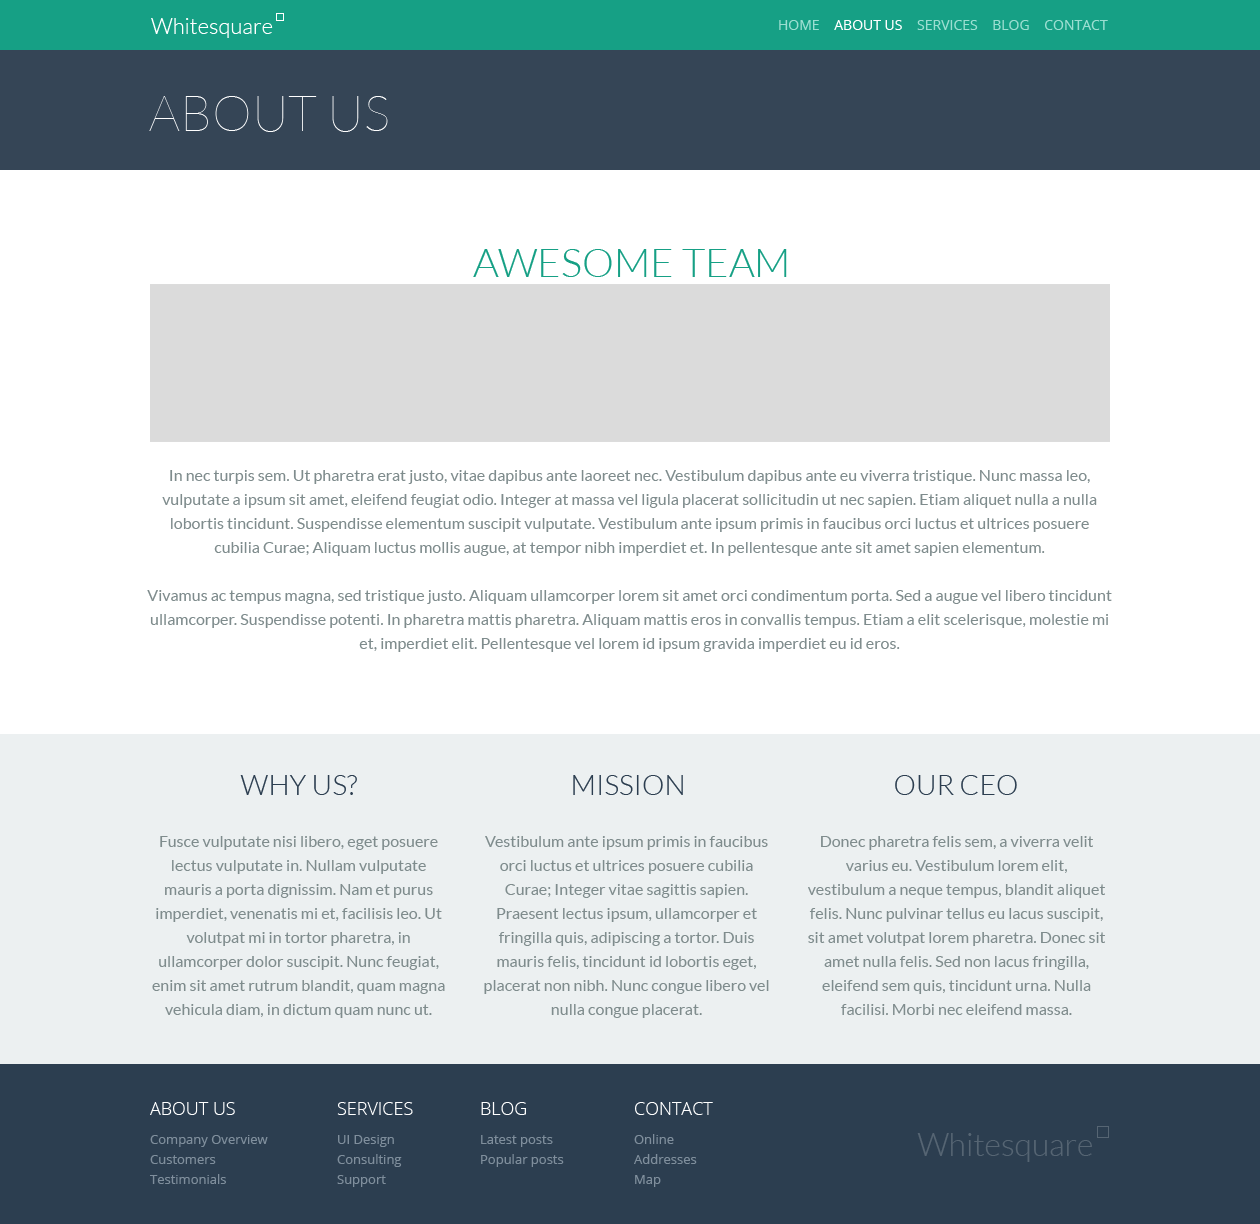 Whitesquare
HOME ABOUT US SERVICES BLOG CONTACT
ABOUT US
AWESOME TEAM
In nec turpis sem. Ut pharetra erat justo, vitae dapibus ante laoreet nec. Vestibulum dapibus ante eu viverra tristique. Nunc massa leo,
vulputate a ipsum sit amet, eleifend feugiat odio. Integer at massa vel ligula placerat sollicitudin ut nec sapien. Etiam aliquet nulla a nulla
lobortis tincidunt. Suspendisse elementum suscipit vulputate. Vestibulum ante ipsum primis in faucibus orci luctus et ultrices posuere
cubilia Curae; Aliquam luctus mollis augue, at tempor nibh imperdiet et. In pellentesque ante sit amet sapien elementum.
Vivamus ac tempus magna, sed tristique justo. Aliquam ullamcorper lorem sit amet orci condimentum porta. Sed a augue vel libero tincidunt
ullamcorper. Suspendisse potenti. In pharetra mattis pharetra. Aliquam mattis eros in convallis tempus. Etiam a elit scelerisque, molestie mi
et, imperdiet elit. Pellentesque vel lorem id ipsum gravida imperdiet eu id eros.
WHY US?
Fusce vulputate nisi libero, eget posuere
lectus vulputate in. Nullam vulputate
mauris a porta dignissim. Nam et purus
imperdiet, venenatis mi et, facilisis leo. Ut
volutpat mi in tortor pharetra, in
ullamcorper dolor suscipit. Nunc feugiat,
enim sit amet rutrum blandit, quam magna
vehicula diam, in dictum quam nunc ut.
MISSION
Vestibulum ante ipsum primis in faucibus
orci luctus et ultrices posuere cubilia
Curae; Integer vitae sagittis sapien.
Praesent lectus ipsum, ullamcorper et
fringilla quis, adipiscing a tortor. Duis
mauris felis, tincidunt id lobortis eget,
placerat non nibh. Nunc congue libero vel
nulla congue placerat.
OUR CEO
Donec pharetra felis sem, a viverra velit
varius eu. Vestibulum lorem elit,
vestibulum a neque tempus, blandit aliquet
felis. Nunc pulvinar tellus eu lacus suscipit,
sit amet volutpat lorem pharetra. Donec sit
amet nulla felis. Sed non lacus fringilla,
eleifend sem quis, tincidunt urna. Nulla
facilisi. Morbi nec eleifend massa.
ABOUT US
Company Overview
Customers
Testimonials
SERVICES
UI Design
Consulting
Support
BLOG
Latest posts
Popular posts
CONTACT
Online
Addresses
Map
Whitesquare